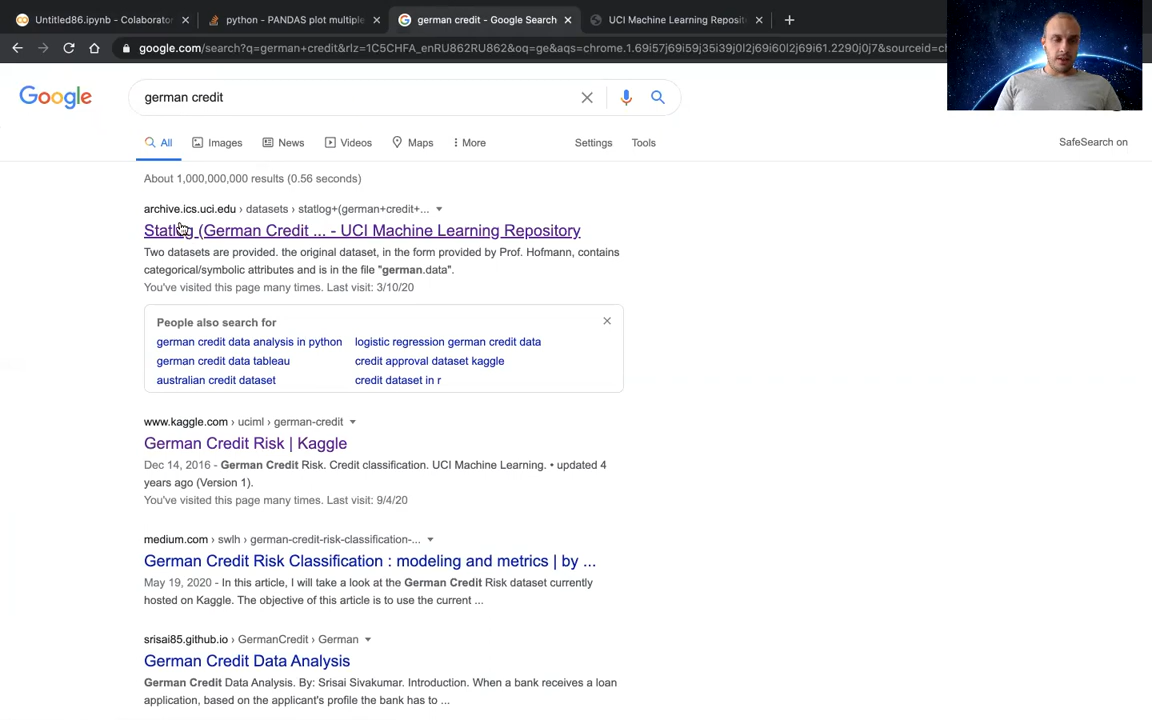 Untitled86.ipynb - Colaborator
python - PANDAS plot multiple
german credit - Google Search
UCI Machine Learning Reposit
google.com/search?q=german+credit&rlz=1C5CHFA_enRU862RU862&oq=ge&aqs=chrome.1.69i57j69i59j35i39j0l2j69i60l2j69i61.2290j0j7&sourceid=ch
Google
german credit
All
Images
News
Videos
Maps
More
Settings
Tools
SafeSearch on
About 1,000,000,000 results (0.56 seconds)
archive.ics.uci.edu › datasets › statlog+(german+credit+...
Statlog (German Credit ... - UCI Machine Learning Repository
Two datasets are provided. the original dataset, in the form provided by Prof. Hofmann, contains
categorical/symbolic attributes and is in the file "german.data".
You've visited this page many times. Last visit: 3/10/20
People also search for
german credit data analysis in python
logistic regression german credit data
german credit data tableau
credit approval dataset kaggle
australian credit dataset
credit dataset in r
www.kaggle.com › uciml › german-credit
German Credit Risk | Kaggle
Dec 14, 2016 - German Credit Risk. Credit classification. UCI Machine Learning. • updated 4
years ago (Version 1).
You've visited this page many times. Last visit: 9/4/20
medium.com › swlh › german-credit-risk-classification-...
German Credit Risk Classification : modeling and metrics | by ...
May 19, 2020 - In this article, I will take a look at the German Credit Risk dataset currently
hosted on Kaggle. The objective of this article is to use the current ...
srisai85.github.io › GermanCredit › German
German Credit Data Analysis
German Credit Data Analysis. By: Srisai Sivakumar. Introduction. When a bank receives a loan
application, based on the applicant's profile the bank has to ...